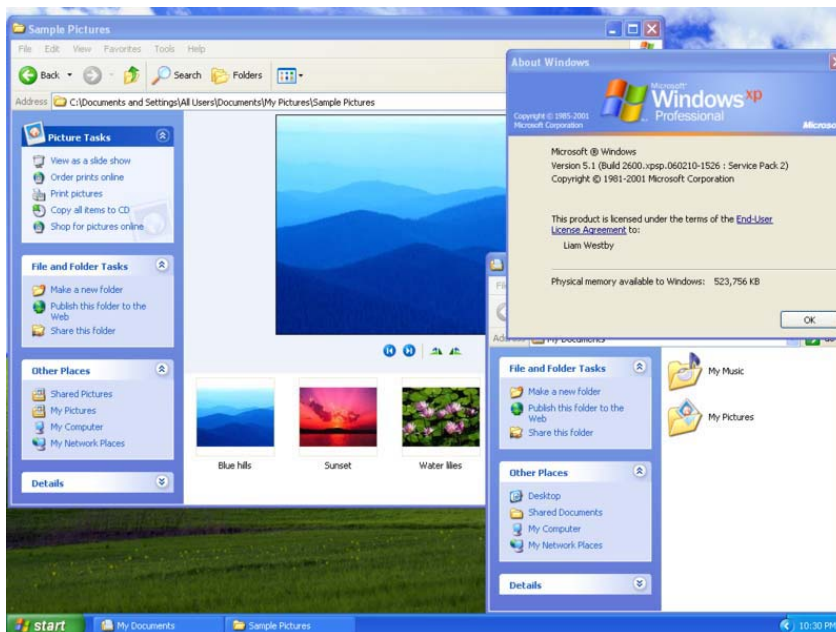 Sample Pictures
File Edit View Favorites Tools Help
Back Search Folders
Address C:\Documents and Settings\All Users\Documents\My Pictures\Sample Pictures
Picture Tasks
View as a slide show
Order prints online
Print pictures
Copy all items to CD
Shop for pictures online
File and Folder Tasks
Make a new folder
Publish this folder to the
Web
Share this folder
Other Places
Shared Pictures
My Pictures
My Computer
My Network Places
Details
Blue hills Sunset Water lilies
About Windows
Copyright © 1985-2001
Microsoft Corporation
Microsoft®
Windows xp
Professional
Microso
Microsoft ® Windows
Version 5.1 (Build 2600.xpsp.060210-1526 : Service Pack 2)
Copyright © 1981-2001 Microsoft Corporation
This product is licensed under the terms of the End-User
License Agreement to:
Liam Westby
Physical memory available to Windows: 523,756 KB
OK
My Documents
File and Folder Tasks
Make a new folder
Publish this folder to the
Web
Share this folder
Other Places
Desktop
Shared Documents
My Computer
My Network Places
Details
My Music
My Pictures
start My Documents Sample Pictures 10:30 PM